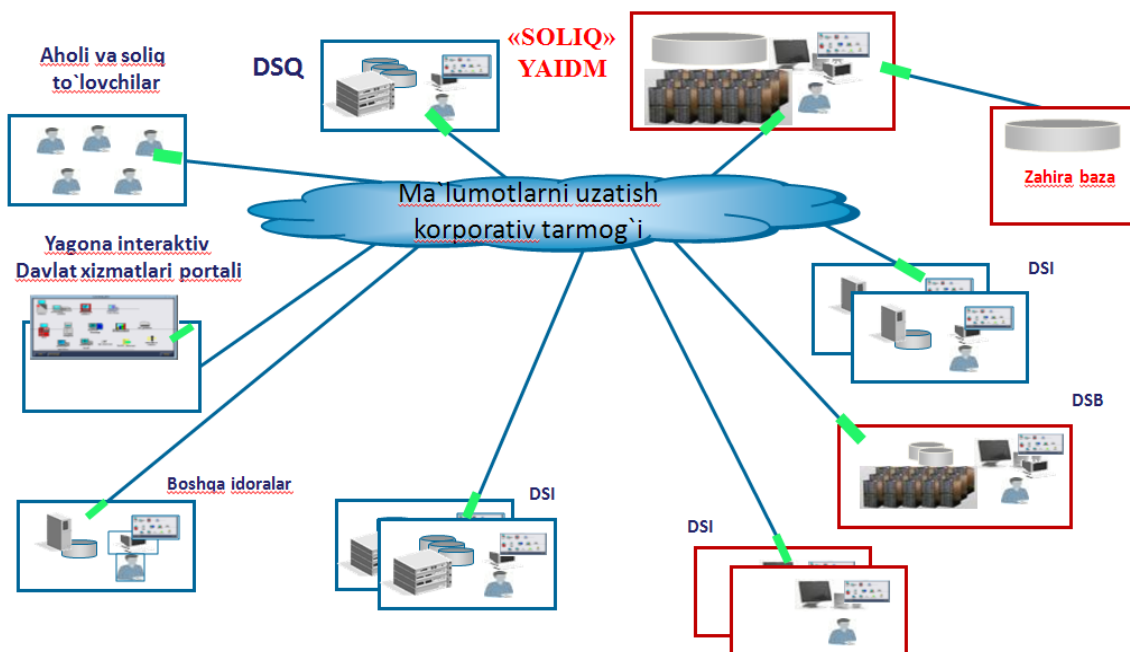 Aholi va soliq
to`lovchilar
DSQ
«SOLIQ»
YAIDM
Zahira baza
Ma`lumotlarni uzatish
korporativ tarmog`i
Yagona interaktiv
Davlat xizmatlari portali
DSI
DSB
Boshqa idoralar
DSI
DSI